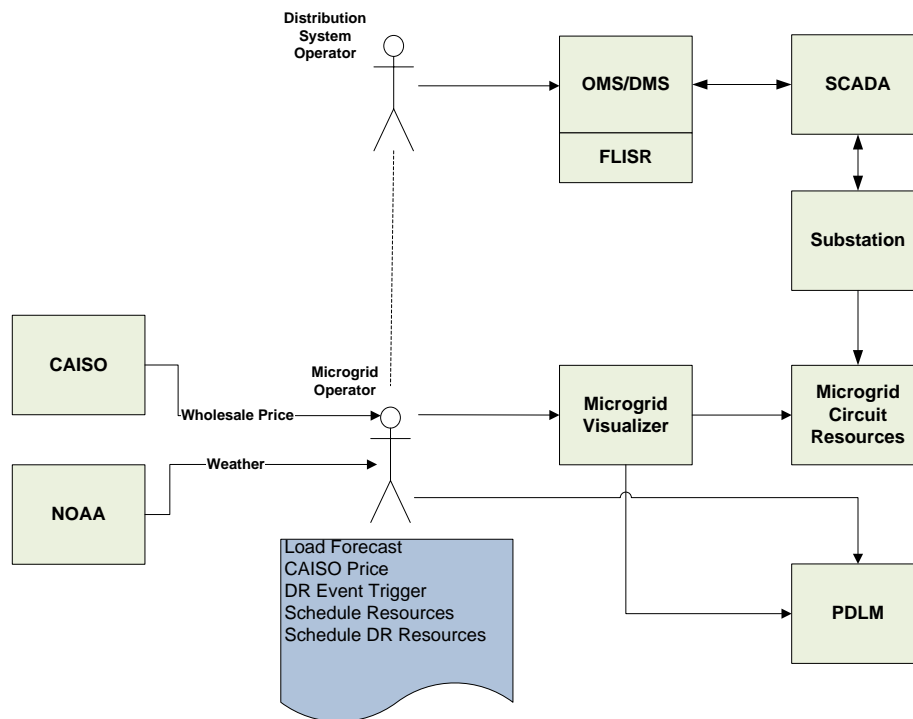 Distribution
System
Operator
OMS/DMS
FLISR
SCADA
Substation
CAISO
Wholesale Price
Microgrid
Operator
Microgrid
Visualizer
Microgrid
Circuit
Resources
NOAA
Weather
Load Forecast
CAISO Price
DR Event Trigger
Schedule Resources
Schedule DR Resources
PDLM